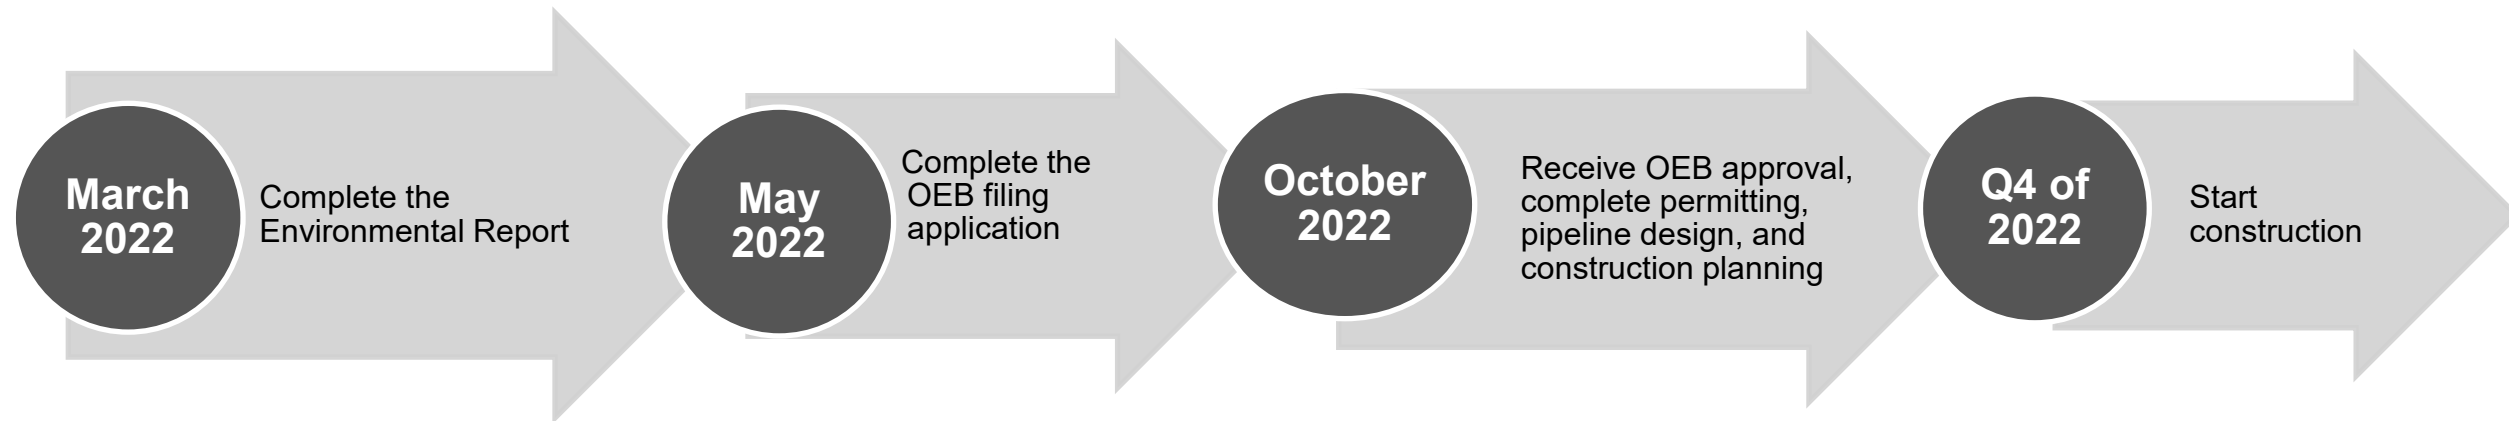 March
2022
Complete the
Environmental Report
May
2022
Complete the
OEB filing
application
October
2022
Receive OEB approval,
complete permitting,
pipeline design, and
construction planning
Q4 of
2022
Start
construction